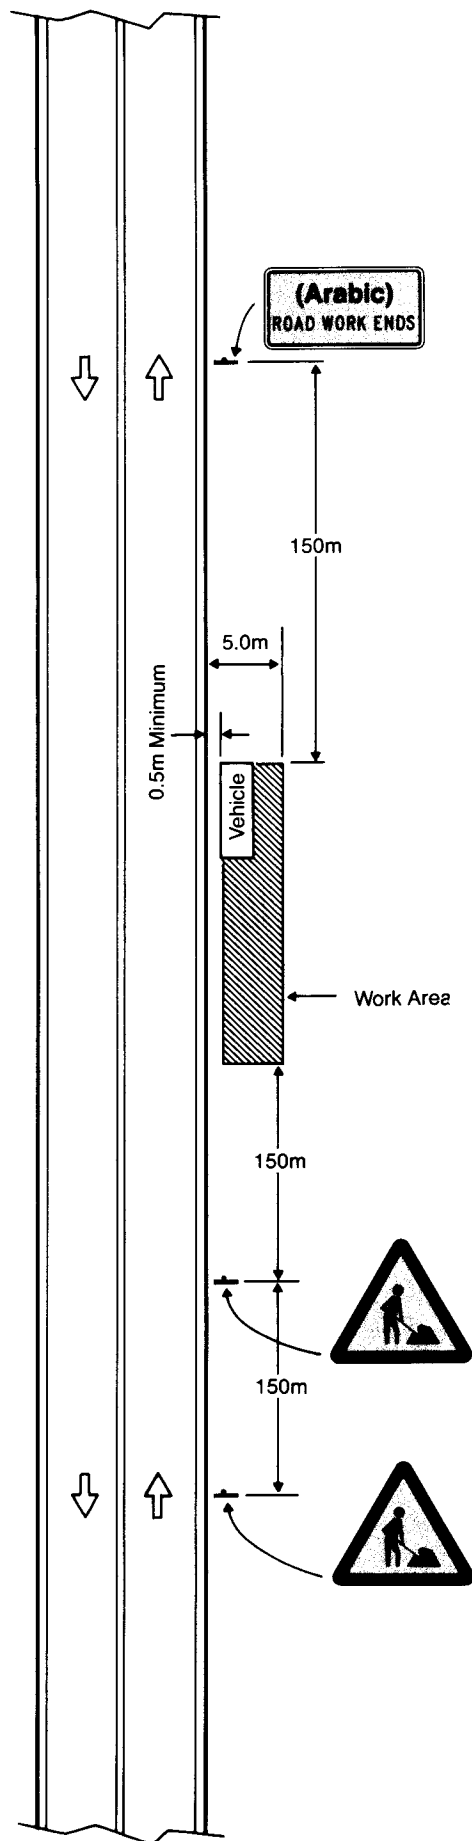 (Arabic)
ROAD WORK ENDS
150m
5.0m
0.5m Minimum
Vehicle
Work Area
150m
150m